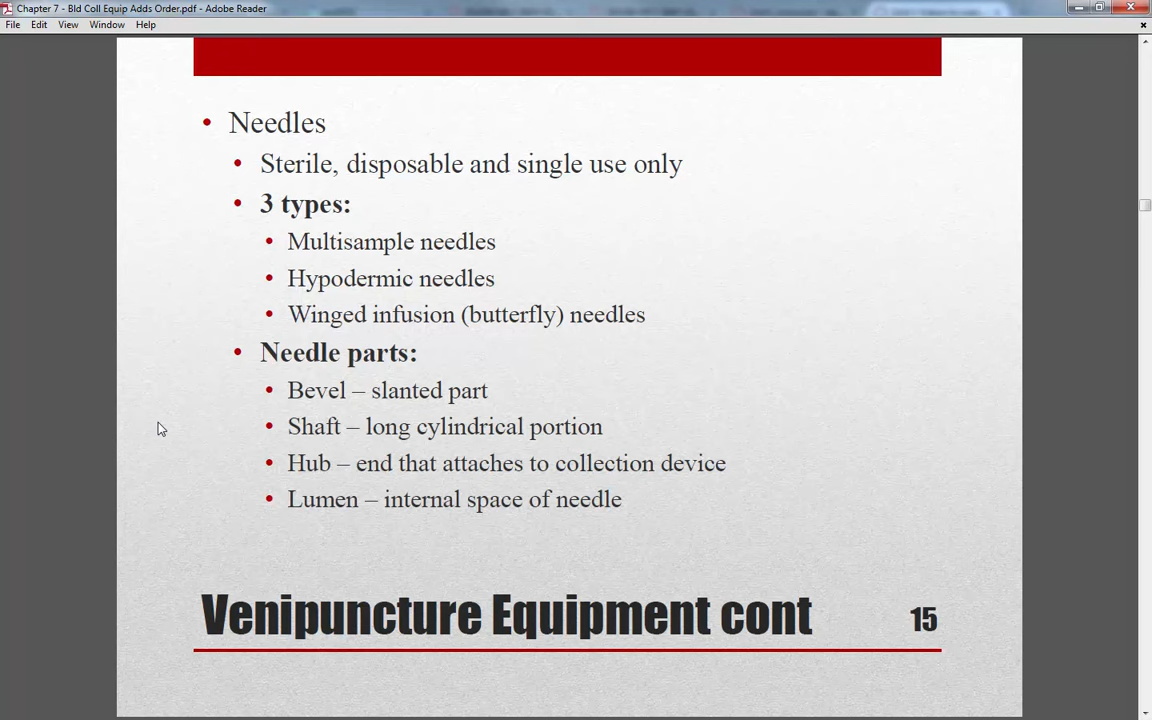 Chapter 7 - Bld Coll Equip Adds Order.pdf - Adobe Reader
File Edit View Window Help
• Needles
• Sterile, disposable and single use only
• 3 types:
• Multisample needles
• Hypodermic needles
• Winged infusion (butterfly) needles
• Needle parts:
• Bevel – slanted part
• Shaft – long cylindrical portion
• Hub – end that attaches to collection device
• Lumen – internal space of needle
Venipuncture Equipment cont 15